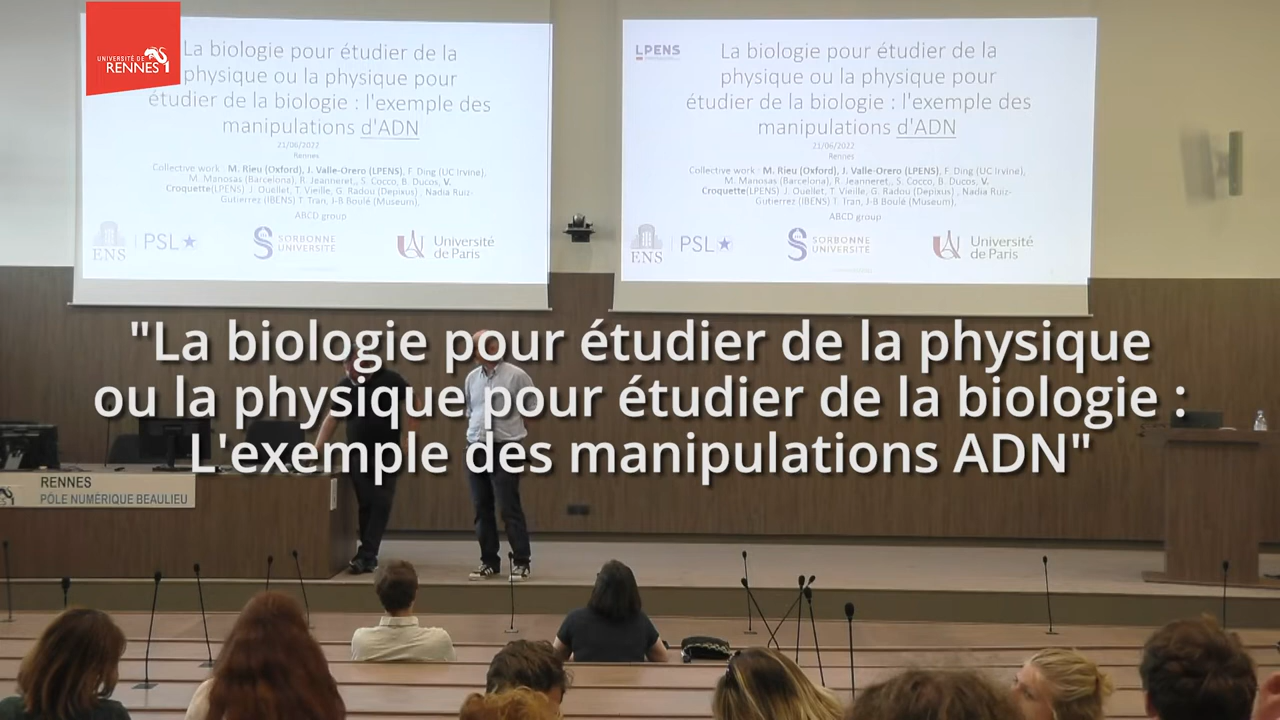 UNIVERSITÉ DE
RENNES
La biologie pour étudier de la
physique ou la physique pour
étudier de la biologie : l'exemple des
manipulations d'ADN
21/06/2022
Rennes
Collective work : M. Rieu (Oxford), J. Valle-Orero (LPENS), F. Ding (UC Irvine),
M. Manosas (Barcelona), R. Jeanneret,, S. Cocco, B. Ducos, V.
Croquette(LPENS) J. Ouellet, T. Vieille, G. Radou (Depixus) , Nadia Ruiz-
Gutierrez (IBENS) T. Tran, J-B Boulé (Museum),
ABCD group
ENS
PSL
SORBONNE
UNIVERSITÉ
Université
de Paris
LPENS
La biologie pour étudier de la
physique ou la physique pour
étudier de la biologie : l'exemple des
manipulations d'ADN
21/06/2022
Rennes
Collective work : M. Rieu (Oxford), J. Valle-Orero (LPENS), F. Ding (UC Irvine),
M. Manosas (Barcelona), R. Jeanneret,, S. Cocco, B. Ducos, V.
Croquette(LPENS) J. Ouellet, T. Vieille, G. Radou (Depixus) , Nadia Ruiz-
Gutierrez (IBENS) T. Tran, J-B Boulé (Museum),
ABCD group
ENS
PSL
SORBONNE
UNIVERSITÉ
Université
de Paris
"La biologie pour étudier de la physique
ou la physique pour étudier de la biologie :
L'exemple des manipulations ADN"
RENNES
PÔLE NUMÉRIQUE BEAULIEU